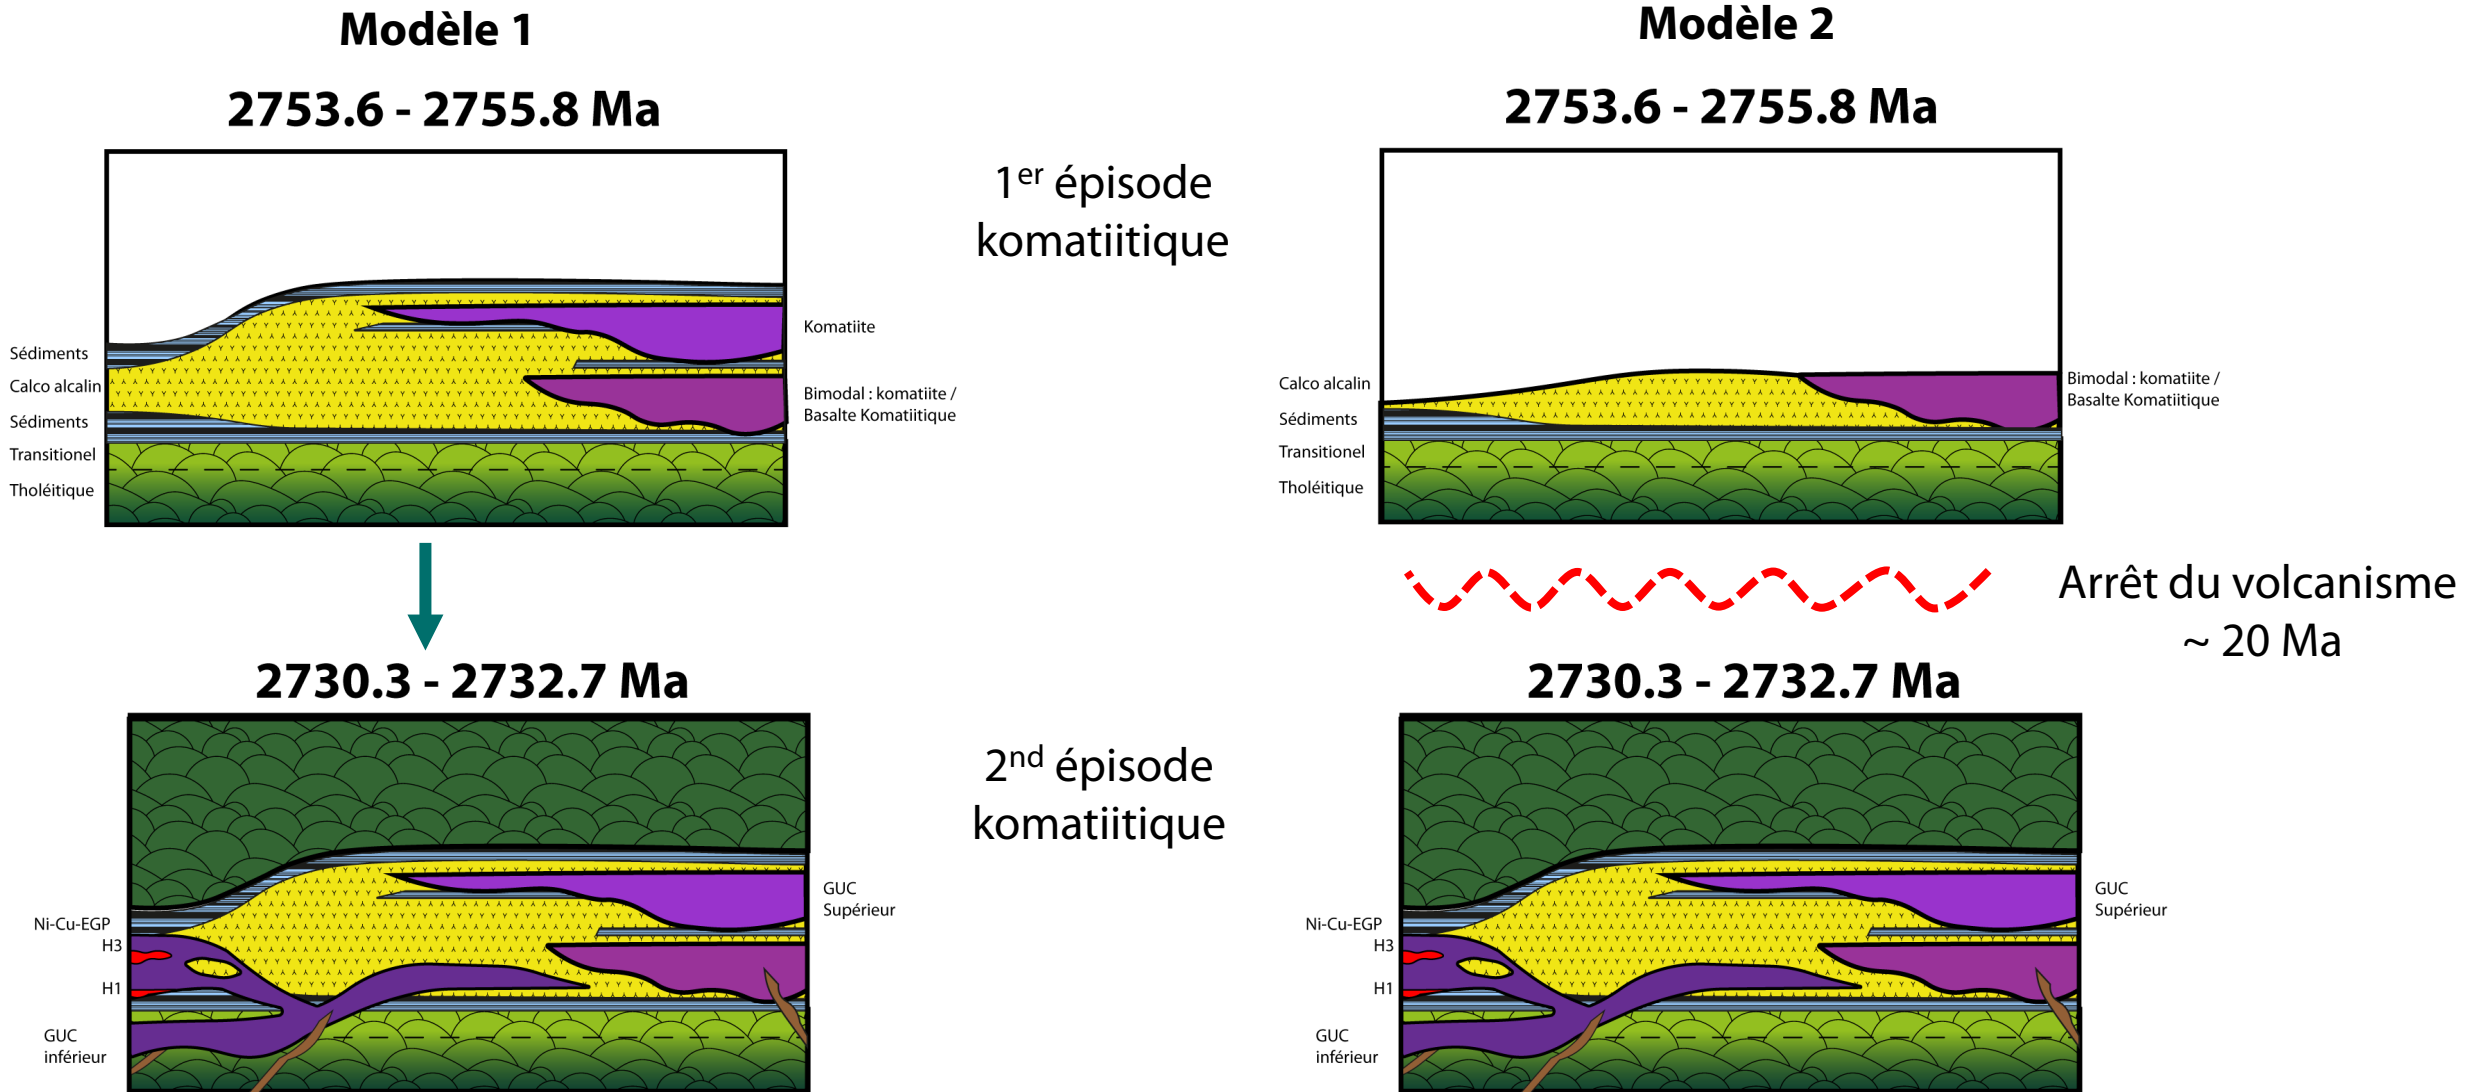 Modèle 1
2753.6 - 2755.8 Ma
Sédiments
Calco alcalin
Sédiments
Transitionel
Tholéitique
Komatiite
Bimodal : komatiite /
Basalte Komatiitique
1er épisode
komatiitique
Modèle 2
2753.6 - 2755.8 Ma
Calco alcalin
Sédiments
Transitionel
Tholéitique
Bimodal : komatiite /
Basalte Komatiitique
Arrêt du volcanisme
~ 20 Ma
2730.3 - 2732.7 Ma
Ni-Cu-EGP
H3
H1
GUC
inférieur
GUC
Supérieur
2nd épisode
komatiitique
2730.3 - 2732.7 Ma
Ni-Cu-EGP
H3
H1
GUC
inférieur
GUC
Supérieur